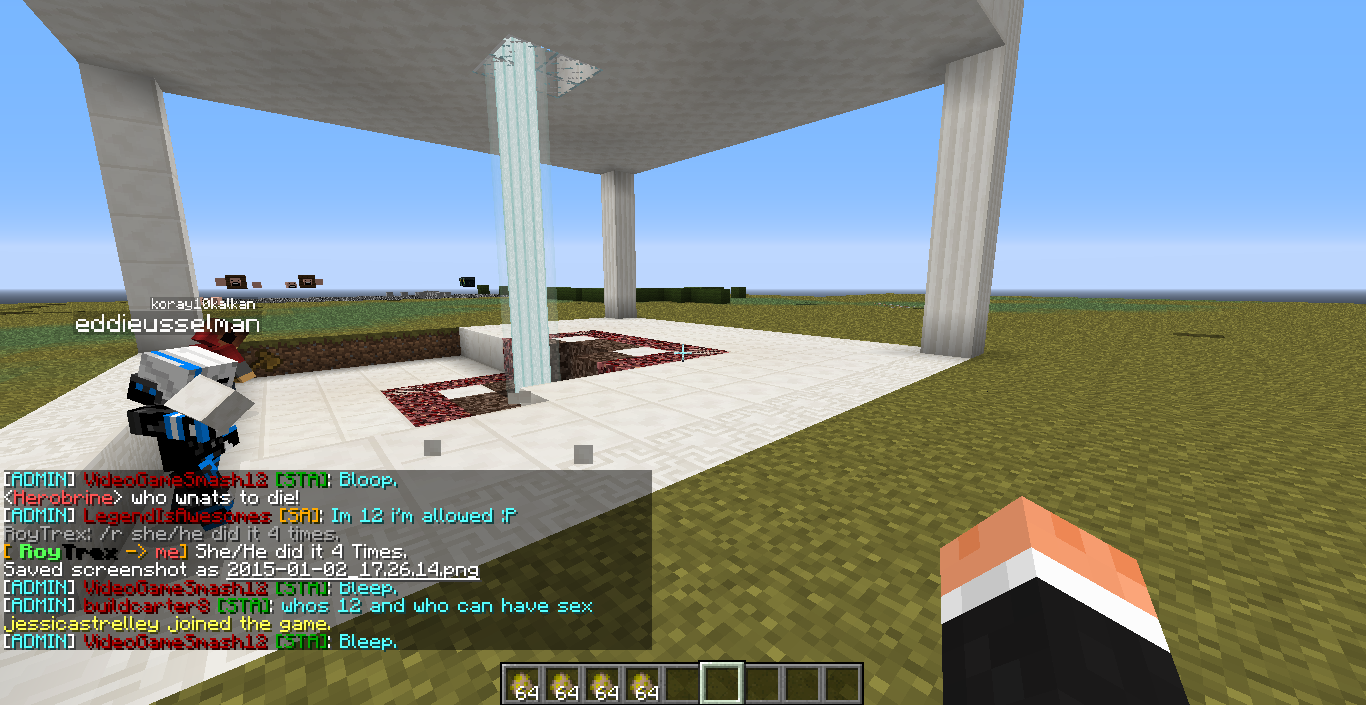 koray10kalkan
eddieusselman
[ADMIN] VideoGameSmash12 [STA]: Bloop.
<Herobrine> who wnats to die!
[ADMIN] LegendIsAwesomes [SA]: Im 12 i'm allowed :P
RoyTrex: /r she/he did it 4 times.
[ RoyTrex -> me] She/He did it 4 Times.
Saved screenshot as 2015-01-02_17.26.14.png
[ADMIN] VideoGameSmash12 [STA]: Bleep.
[ADMIN] buildcarter8 [STA]: whos 12 and who can have sex
jessicastrelley joined the game.
[ADMIN] VideoGameSmash12 [STA]: Bleep.
64 64 64 64